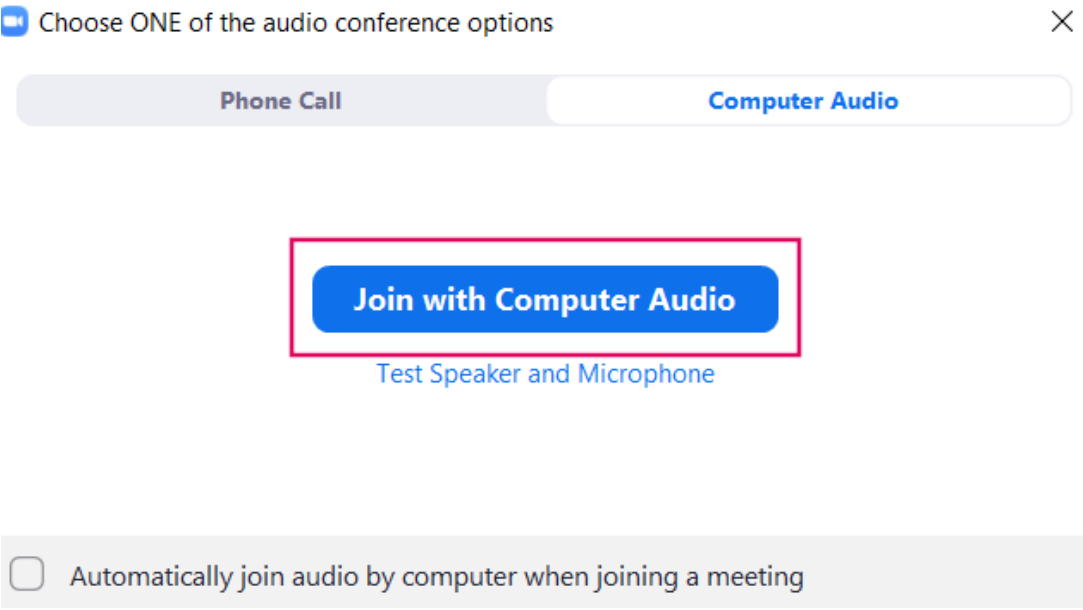 Choose ONE of the audio conference options
Phone Call
Computer Audio
Join with Computer Audio
Test Speaker and Microphone
Automatically join audio by computer when joining a meeting